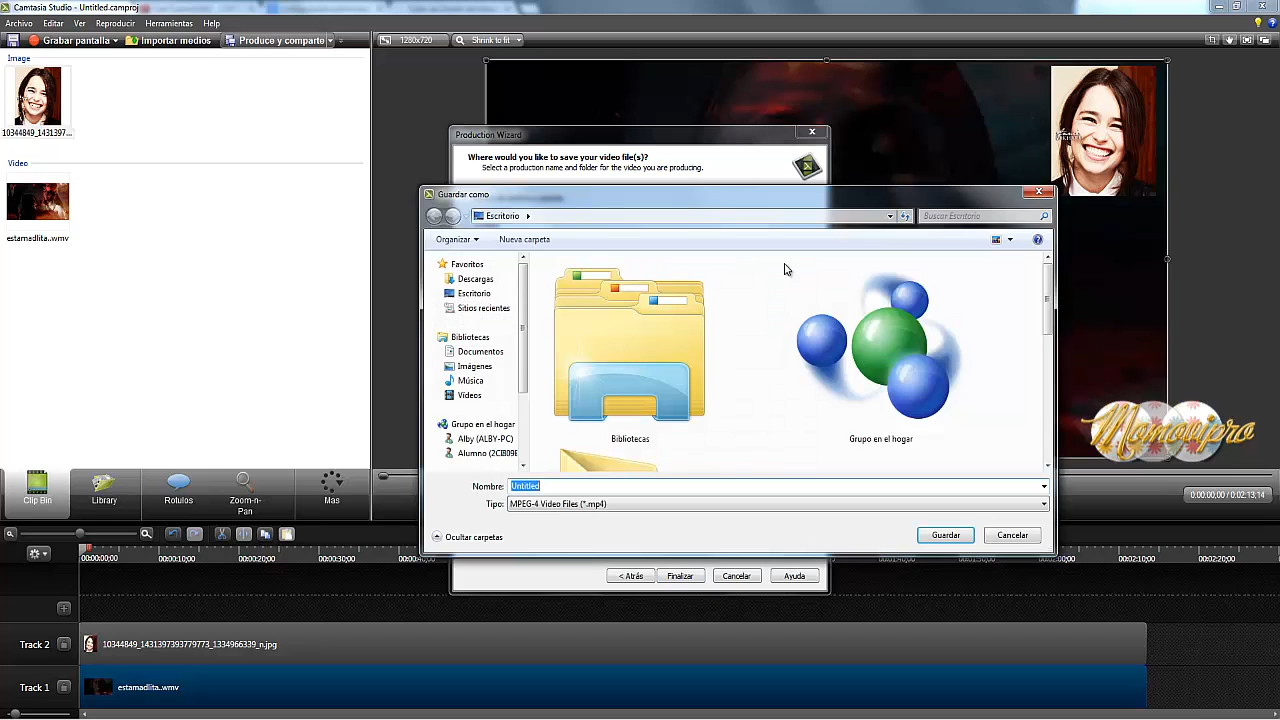 Camtasia Studio - Untitled.camproj
Archivo Editar Ver Reproducir Herramientas Help
Grabar pantalla Importar medios Produce y comparte
1280x720 Shrink to fit
Image
10344849_1431397...
Video
estamadlita..wmv
Production Wizard
Where would you like to save your video file(s)?
Select a production name and folder for the video you are producing.
Guardar como
Escritorio
Buscar Escritorio
Organizar Nueva carpeta
Favoritos
Descargas
Escritorio
Sitios recientes
Bibliotecas
Documentos
Imágenes
Música
Vídeos
Grupo en el hogar
Alby (ALBY-PC)
Alumno (2CIB09E
Bibliotecas
Grupo en el hogar
Nombre: Untitled
Tipo: MPEG-4 Video Files (*.mp4)
Ocultar carpetas
Guardar Cancelar
< Atrás Finalizar Cancelar Ayuda
Clip Bin
Library
Rotulos
Zoom-n-
Pan
Mas
0:00:00;00 / 0:02:13;14
00:00:00;00 00:00:10;00 00:00:20;00 00:00:30;00
00:02:10;00 00:02:20;00
Track 2 10344849_1431397393779773_1334966339_n.jpg
Track 1 estamadlita..wmv